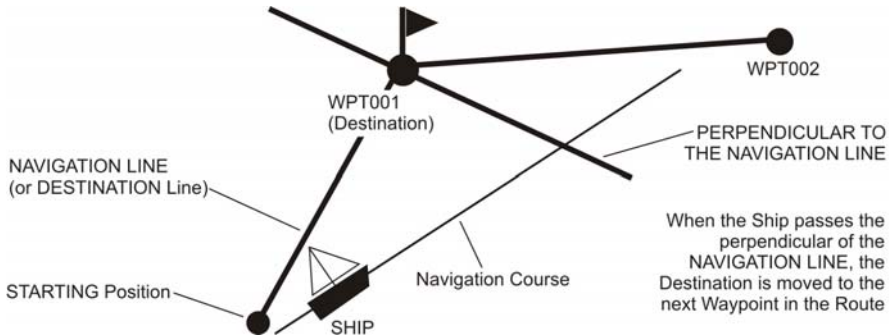 WPT002
WPT001
(Destination)
PERPENDICULAR TO
THE NAVIGATION LINE
NAVIGATION LINE
(or DESTINATION Line)
When the Ship passes the
perpendicular of the
NAVIGATION LINE, the
Destination is moved to the
next Waypoint in the Route
Navigation Course
STARTING Position
SHIP